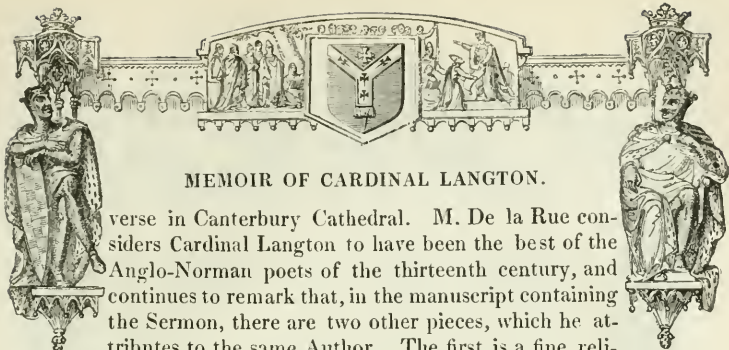 MEMOIR OF CARDINAL LANGTON.
verse in Canterbury Cathedral. M. De la Rue con-
siders Cardinal Langton to have been the best of the
Anglo-Norman poets of the thirteenth century, and
continues to remark that, in the manuscript containing
the Sermon, there are two other pieces, which he at-
tributes to the same Author. The first is a fine reli-